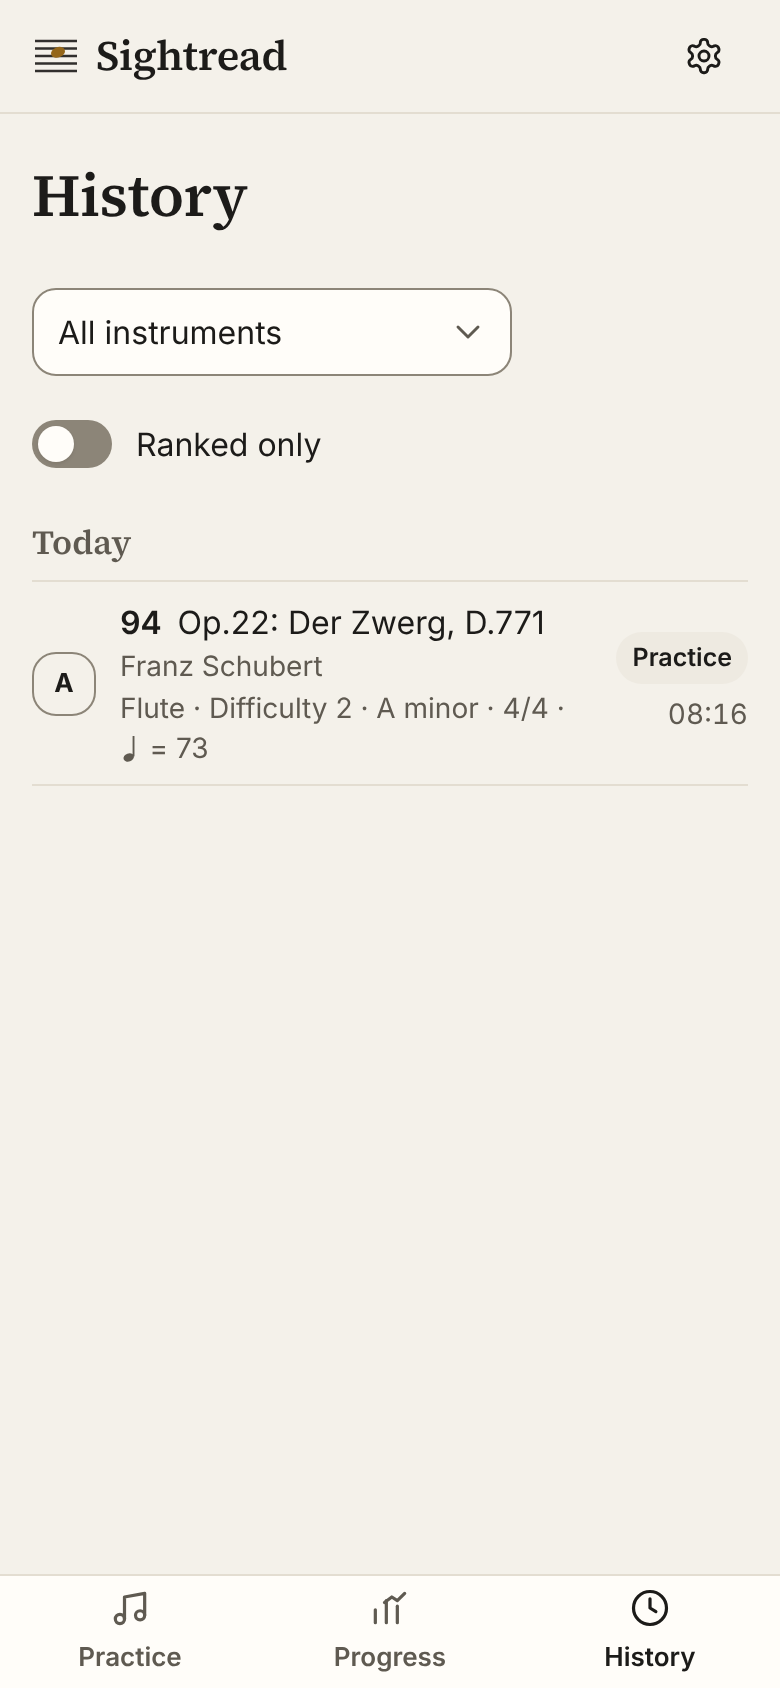 Sightread
History
All instruments
Ranked only
Today
A
94 Op.22: Der Zwerg, D.771
Franz Schubert
Flute · Difficulty 2 · A minor · 4/4 ·
♩ = 73
Practice
08:16
Practice
Progress
History